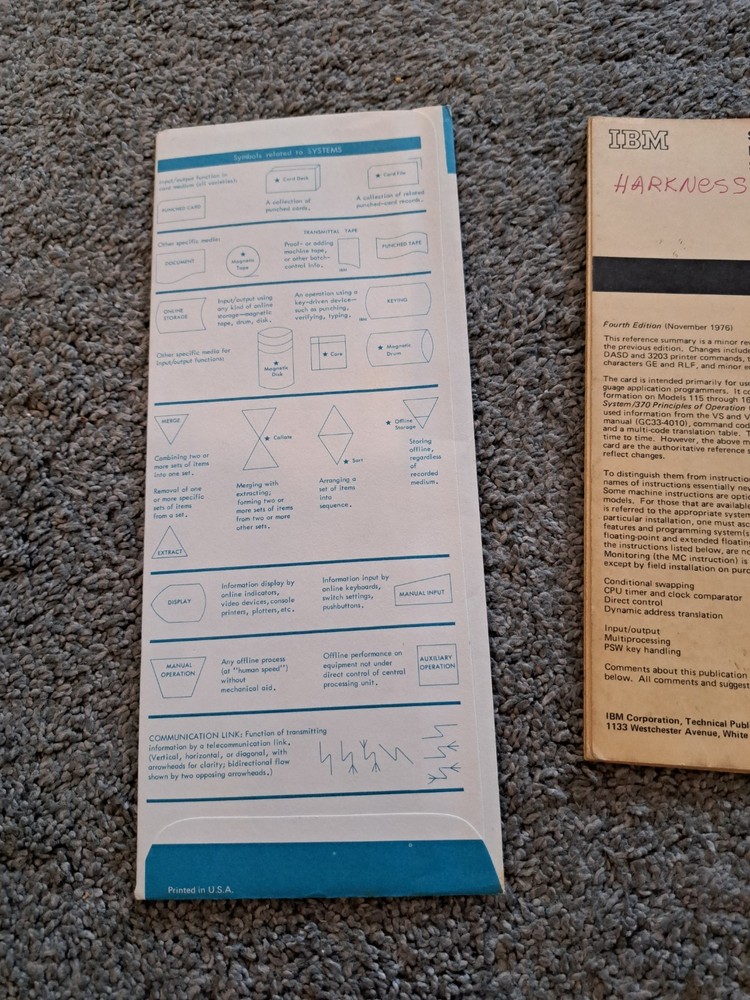 Symbols related to SYSTEMS
Input/output function in
card medium (all varieties).
PUNCHED CARD
★ Card Deck
A collection of
punched cards.
★ Card File
A collection of related
punched-card records.
Other specific media:
DOCUMENT
★
Magnetic
Tape
TRANSMITTAL TAPE
Proof- or adding
machine tape,
or other batch-
control info.
IBM
PUNCHED TAPE
ONLINE
STORAGE
Input/output using
any kind of online
storage—magnetic
tape, drum, disk.
An operation using a
key-driven device—
such as punching,
verifying, typing.
IBM
KEYING
Other specific media for
input/output functions:
★
Magnetic
Disk
★ Core
★ Magnetic
Drum
MERGE
Combining two or
more sets of items
into one set.
★ Collate
Merging with
extracting;
forming two or
more sets of items
from two or more
other sets.
★ Sort
Arranging a
set of items
into
sequence.
★ Offline
Storage
Storing
offline,
regardless
of
recorded
medium.
Removal of one
or more specific
sets of items
from a set.
EXTRACT
DISPLAY
Information display by
online indicators,
video devices, console
printers, plotters, etc.
Information input by
online keyboards,
switch settings,
pushbuttons.
MANUAL INPUT
MANUAL
OPERATION
Any offline process
(at "human speed")
without
mechanical aid.
Offline performance on
equipment not under
direct control of central
processing unit.
AUXILIARY
OPERATION
COMMUNICATION LINK: Function of transmitting
information by a telecommunication link.
(Vertical, horizontal, or diagonal, with
arrowheads for clarity; bidirectional flow
shown by two opposing arrowheads.)
Printed in U.S.A.
IBM
HARKNESS
Fourth Edition (November 1976)
This reference summary is a minor
the previous edition. Changes include
DASD and 3203 printer commands,
characters GE and RLF, and minor
The card is intended primarily for
guage application programmers. It
formation on Models 115 through
System/370 Principles of Operation
used information from the VS and
manual (GC33-4010), command
and a multi-code translation table.
time to time. However, the above
card are the authoritative reference
reflect changes.
To distinguish them from
names of instructions essentially
Some machine instructions are
models. For those that are available
is referred to the appropriate
particular installation, one must
features and programming
floating-point and extended
the instructions listed below, are
Monitoring (the MC instruction) is
except by field installation on
Conditional swapping
CPU timer and clock comparator
Direct control
Dynamic address translation
Input/output
Multiprocessing
PSW key handling
Comments about this publication
below. All comments and
IBM Corporation, Technical
1133 Westchester Avenue, White